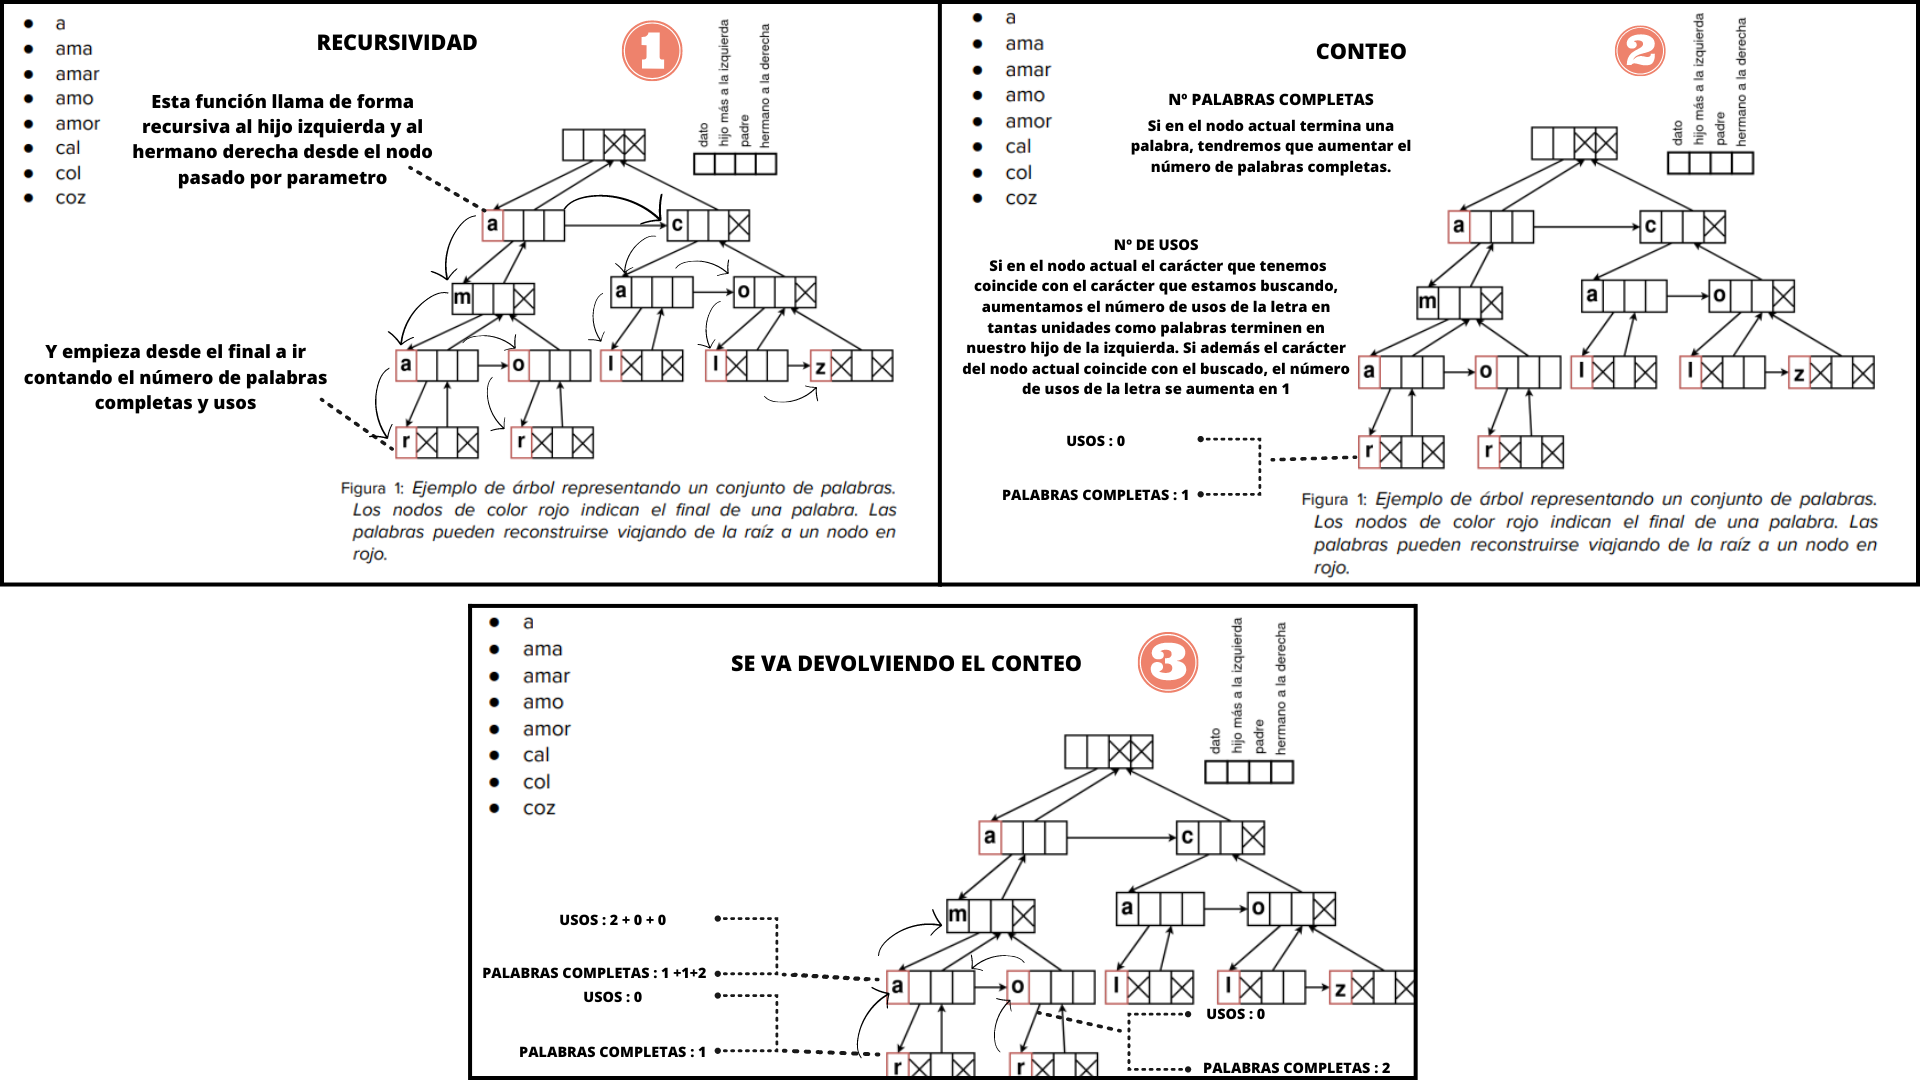 a
ama
amar
amo
amor
cal
col
coz
RECURSIVIDAD
1
Esta función llama de forma
recursiva al hijo izquierda y al
hermano derecha desde el nodo
pasado por parametro
dato
hijo más a la izquierda
padre
hermano a la derecha
a
c
m
a
o
Y empieza desde el final a ir
contando el número de palabras
completas y usos
a
o
l
l
z
r
r
Figura 1: Ejemplo de árbol representando un conjunto de palabras.
Los nodos de color rojo indican el final de una palabra. Las
palabras pueden reconstruirse viajando de la raíz a un nodo en
rojo.
a
ama
amar
amo
amor
cal
col
coz
CONTEO
2
Nº PALABRAS COMPLETAS
Si en el nodo actual termina una
palabra, tendremos que aumentar el
número de palabras completas.
dato
hijo más a la izquierda
padre
hermano a la derecha
Nº DE USOS
Si en el nodo actual el carácter que tenemos
coincide con el carácter que estamos buscando,
aumentamos el número de usos de la letra en
tantas unidades como palabras terminen en
nuestro hijo de la izquierda. Si además el carácter
del nodo actual coincide con el buscado, el número
de usos de la letra se aumenta en 1
a
c
m
a
o
a
o
l
l
z
r
r
USOS : 0
PALABRAS COMPLETAS : 1
Figura 1: Ejemplo de árbol representando un conjunto de palabras.
Los nodos de color rojo indican el final de una palabra. Las
palabras pueden reconstruirse viajando de la raíz a un nodo en
rojo.
a
ama
amar
amo
amor
cal
col
coz
SE VA DEVOLVIENDO EL CONTEO
3
dato
hijo más a la izquierda
padre
hermano a la derecha
a
c
m
a
o
USOS : 2 + 0 + 0
PALABRAS COMPLETAS : 1 +1+2
a
o
l
l
z
USOS : 0
USOS : 0
PALABRAS COMPLETAS : 1
r
r
PALABRAS COMPLETAS : 2